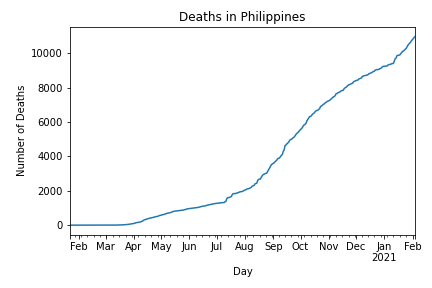 Deaths in Philippines
Number of Deaths
10000
8000
6000
4000
2000
0
Feb Mar Apr May Jun Jul Aug Sep Oct Nov Dec Jan Feb
2021
Day